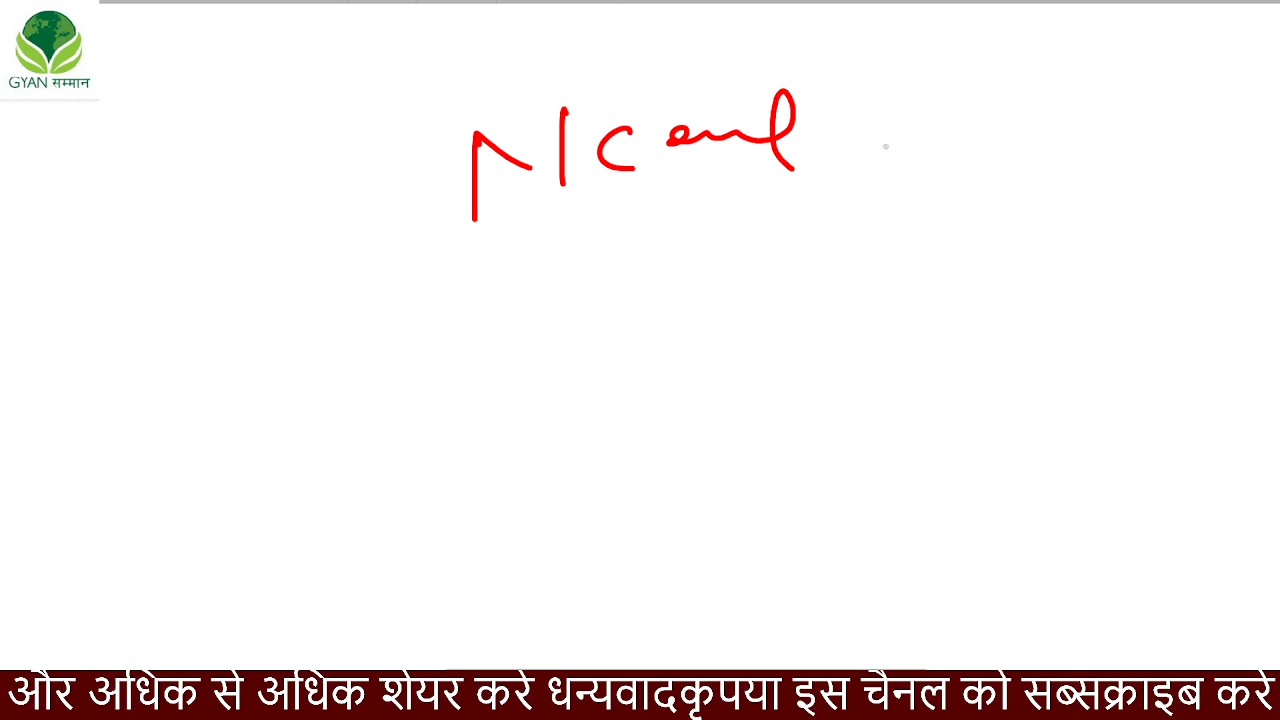 GYAN सम्मान
और अधिक से अधिक शेयर करे धन्यवादकृपया इस चैनल को सब्सक्राइब करे